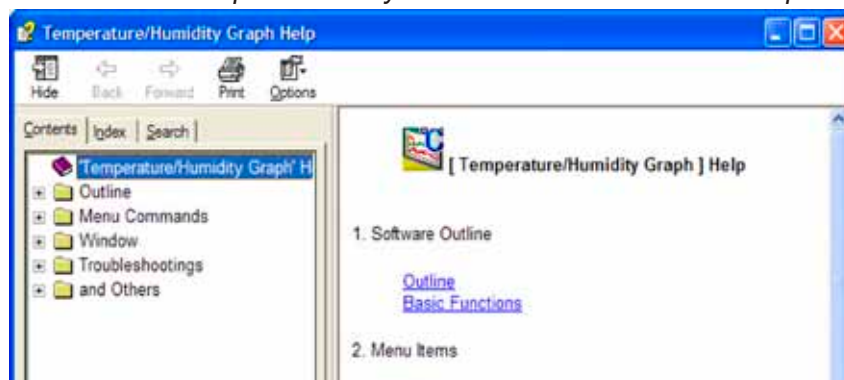 Temperature/Humidity Graph Help
Hide Back Forward Print Options
Contents Index Search
'Temperature/Humidity Graph' H
Outline
Menu Commands
Window
Troubleshootings
and Others
[ Temperature/Humidity Graph ] Help
1. Software Outline
Outline
Basic Functions
2. Menu Items